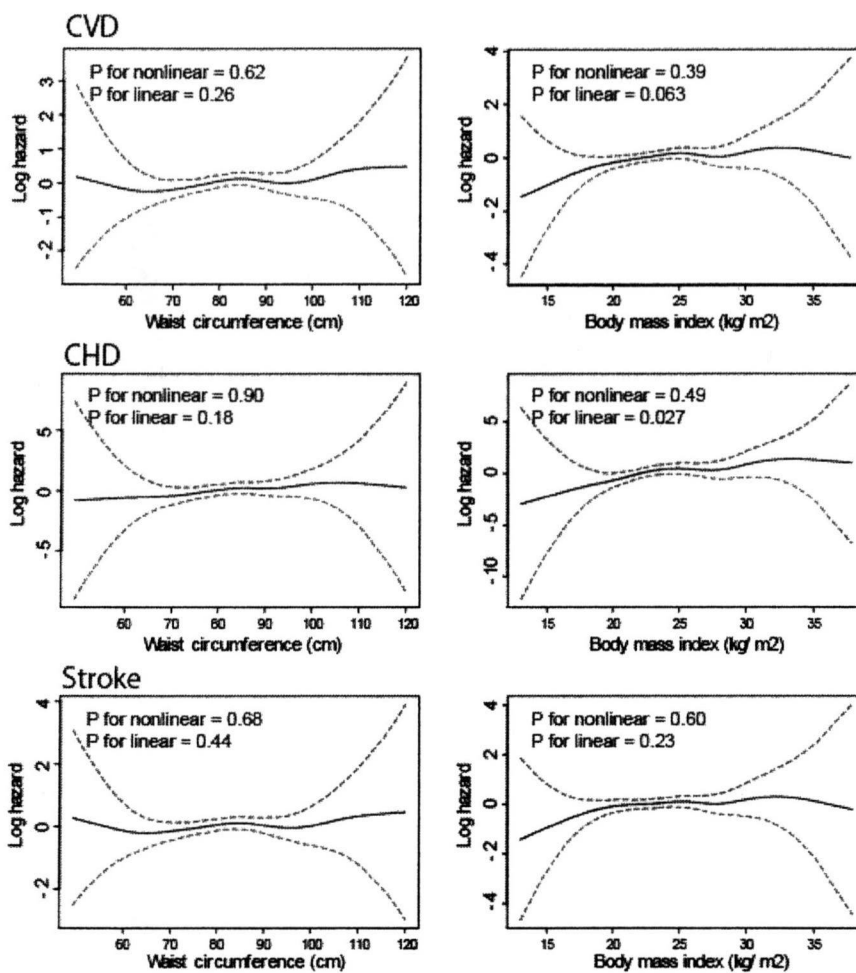 CVD
P for nonlinear = 0.62
P for linear = 0.26
Log hazard
3
2
1
0
-1
-2
60 70 80 90 100 110 120
Waist circumference (cm)
P for nonlinear = 0.39
P for linear = 0.063
Log hazard
4
2
0
-2
-4
15 20 25 30 35
Body mass index (kg/ m2)
CHD
P for nonlinear = 0.90
P for linear = 0.18
Log hazard
5
0
-5
60 70 80 90 100 110 120
Waist circumference (cm)
P for nonlinear = 0.49
P for linear = 0.027
Log hazard
5
0
-5
-10
15 20 25 30 35
Body mass index (kg/ m2)
Stroke
P for nonlinear = 0.68
P for linear = 0.44
Log hazard
4
2
0
-2
60 70 80 90 100 110 120
Waist circumference (cm)
P for nonlinear = 0.60
P for linear = 0.23
Log hazard
4
2
0
-2
-4
15 20 25 30 35
Body mass index (kg/ m2)